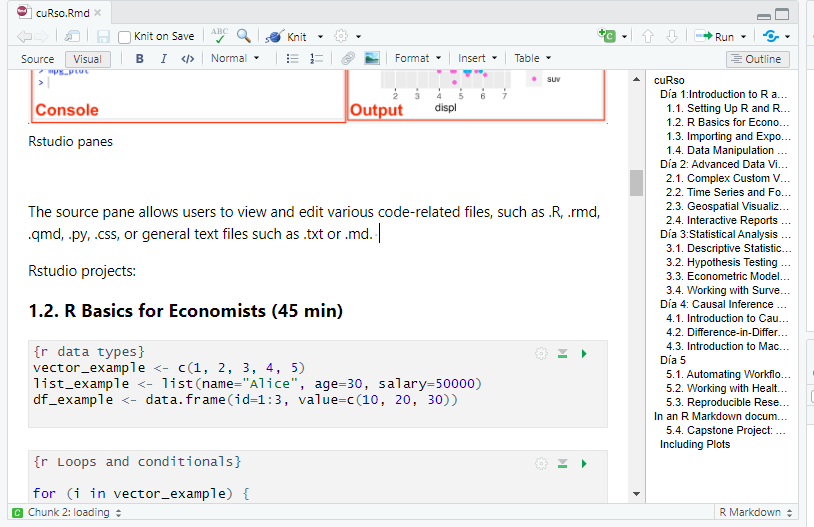 cuRso.Rmd
Knit on Save
ABC
Knit
Run
Source
Visual
B
I
</>
Normal
Format
Insert
Table
Outline
> mpg_plot
>
Console
2 3 4 5 6 7
displ
suv
Output
Rstudio panes
The source pane allows users to view and edit various code-related files, such as .R, .rmd,
.qmd, .py, .css, or general text files such as .txt or .md.
Rstudio projects:
1.2. R Basics for Economists (45 min)
{r data types}
vector_example <- c(1, 2, 3, 4, 5)
list_example <- list(name="Alice", age=30, salary=50000)
df_example <- data.frame(id=1:3, value=c(10, 20, 30))
{r Loops and conditionals}
for (i in vector_example) {
cuRso
Día 1:Introduction to R a...
1.1. Setting Up R and R...
1.2. R Basics for Econo...
1.3. Importing and Expo...
1.4. Data Manipulation ...
Día 2: Advanced Data Vi...
2.1. Complex Custom V...
2.2. Time Series and Fo...
2.3. Geospatial Visualiz...
2.4. Interactive Reports ...
Día 3:Statistical Analysis ...
3.1. Descriptive Statistic...
3.2. Hypothesis Testing ...
3.3. Econometric Model...
3.4. Working with Surve...
Día 4: Causal Inference ...
4.1. Introduction to Cau...
4.2. Difference-in-Differ...
4.3. Introduction to Mac...
Día 5
5.1. Automating Workflo...
5.2. Working with Healt...
5.3. Reproducible Rese...
In an R Markdown docum...
5.4. Capstone Project: ...
Including Plots
C Chunk 2: loading
R Markdown